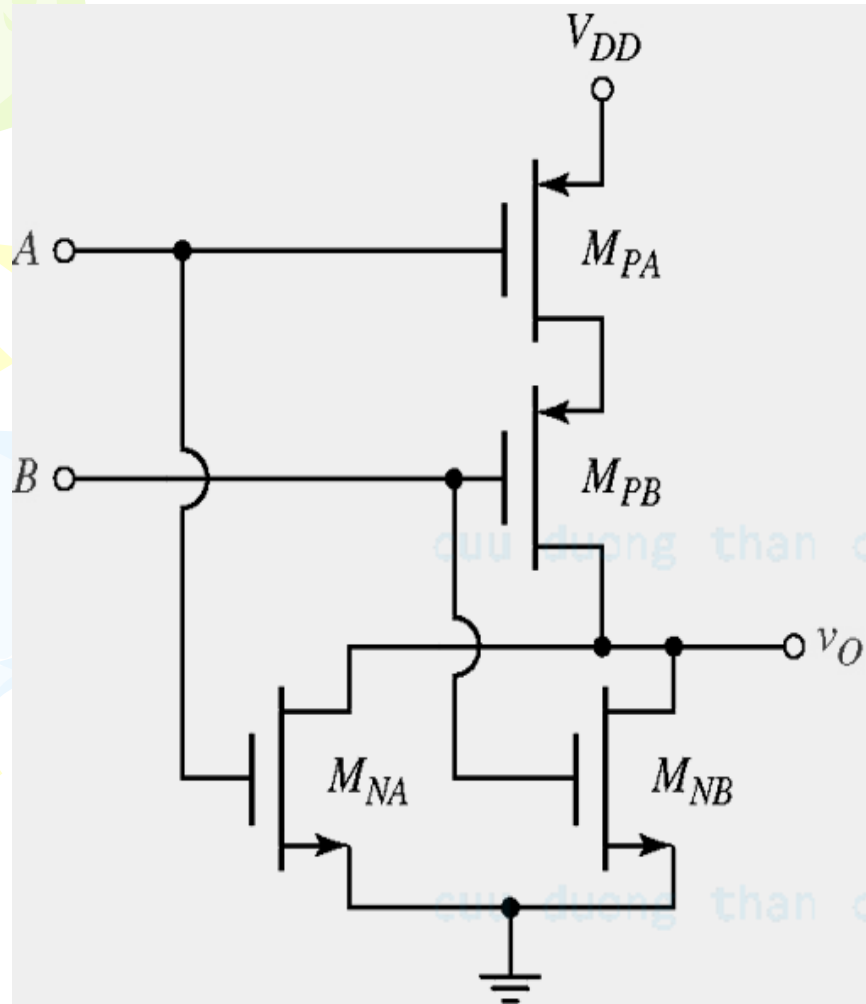 V_DD
A
M_PA
B
M_PB
cuu duong than c
v_O
M_NA
M_NB
cuu duong than c